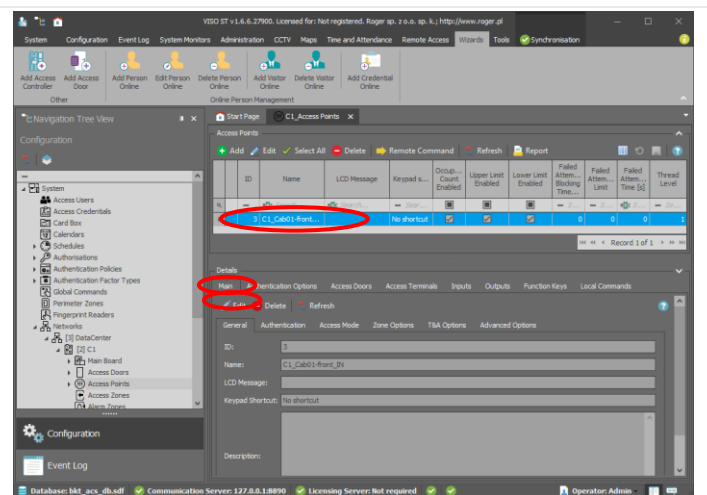 VISO ST v1.6.6.27900. Licensed for: Not registered. Roger sp. z o.o. sp. k.; http://www.roger.pl
System Configuration Event Log System Monitors Administration CCTV Maps Time and Attendance Remote Access Wizards Tools Synchronisation
Add Access Controller Add Access Door Add Person Online Edit Person Online Delete Person Online Add Visitor Online Delete Visitor Online Add Credential Online
Other Online Person Management
Navigation Tree View
Start Page C1_Access Points
Configuration
Access Points
Add Edit Select All Delete Remote Command Refresh Report
ID Name LCD Message Keypad s... Occup... Count Enabled Upper Limit Enabled Lower Limit Enabled Failed Attem... Blocking Time... Failed Attem... Limit Failed Attem... Time [s] Thread Level
3 C1_Cab01-front... No shortcut 0 0 0 1
Record 1 of 1
System
Access Users
Access Credentials
Card Box
Calendars
Schedules
Authorisations
Authentication Policies
Authentication Factor Types
Global Commands
Perimeter Zones
Fingerprint Readers
Networks
[3] DataCenter
[2] C1
Main Board
Access Doors
Access Points
Access Zones
Alarm Zones
Configuration
Event Log
Details
Main Authentication Options Access Doors Access Terminals Inputs Outputs Function Keys Local Commands
Edit Delete Refresh
General Authentication Access Mode Zone Options T&A Options Advanced Options
ID: 3
Name: C1_Cab01-front_IN
LCD Message:
Keypad Shortcut: No shortcut
Description:
Database: bkt_acs_db.sdf Communication Server: 127.0.0.1:8890 Licensing Server: Not required Operator: Admin